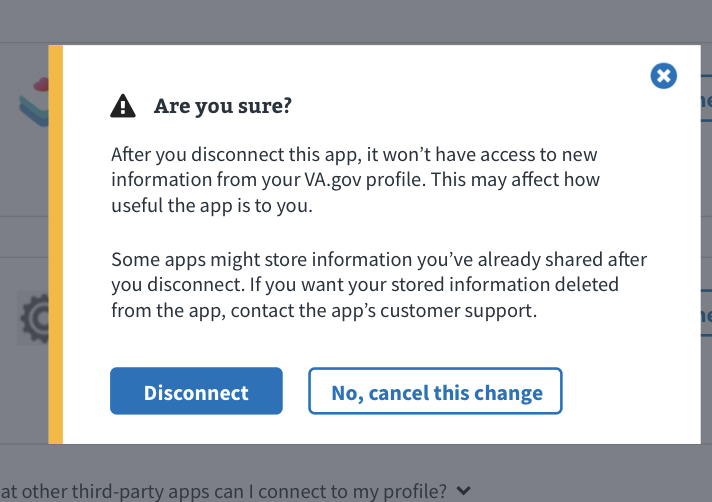 Are you sure?
After you disconnect this app, it won’t have access to new
information from your VA.gov profile. This may affect how
useful the app is to you.
Some apps might store information you’ve already shared after
you disconnect. If you want your stored information deleted
from the app, contact the app’s customer support.
Disconnect
No, cancel this change
at other third-party apps can I connect to my profile?